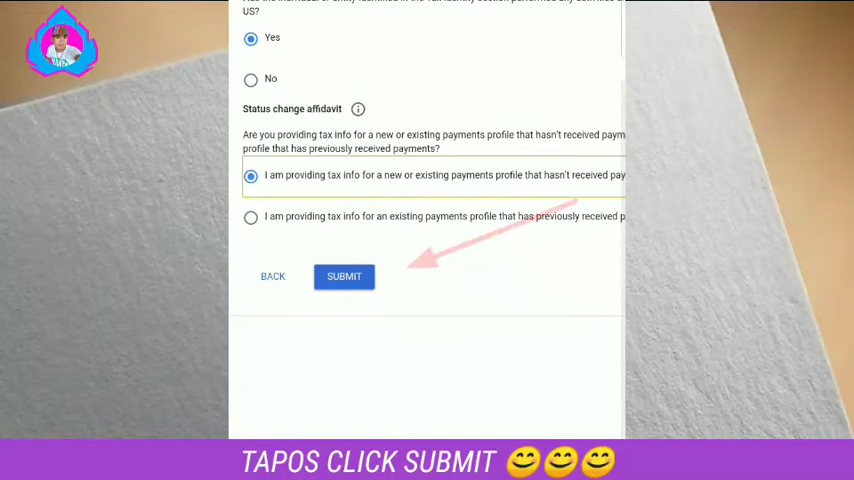 US?
Yes
No
Status change affidavit
Are you providing tax info for a new or existing payments profile that hasn't received paym
profile that has previously received payments?
I am providing tax info for a new or existing payments profile that hasn't received pay
I am providing tax info for an existing payments profile that has previously received p
BACK
SUBMIT
TAPOS CLICK SUBMIT 😊😊😊